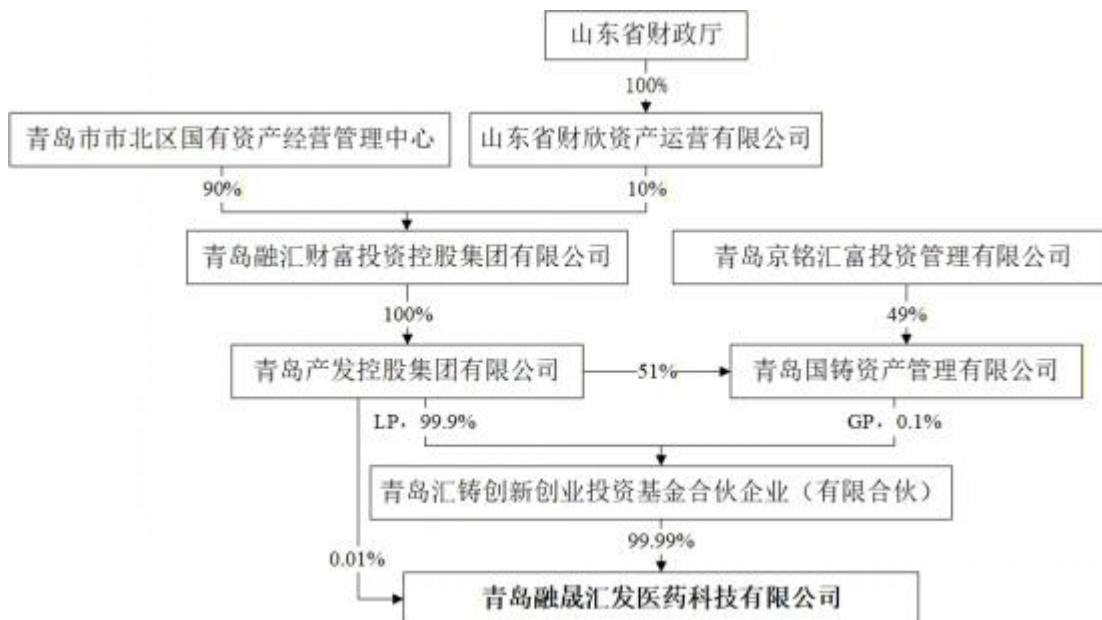 山东省财政厅
100%
青岛市市北区国有资产经营管理中心
山东省财欣资产运营有限公司
90%
10%
青岛融汇财富投资控股集团有限公司
青岛京铭汇富投资管理有限公司
100%
49%
青岛产发控股集团有限公司
51%
青岛国铸资产管理有限公司
LP，99.9%
GP，0.1%
青岛汇铸创新创业投资基金合伙企业（有限合伙）
0.01%
99.99%
青岛融晟汇发医药科技有限公司